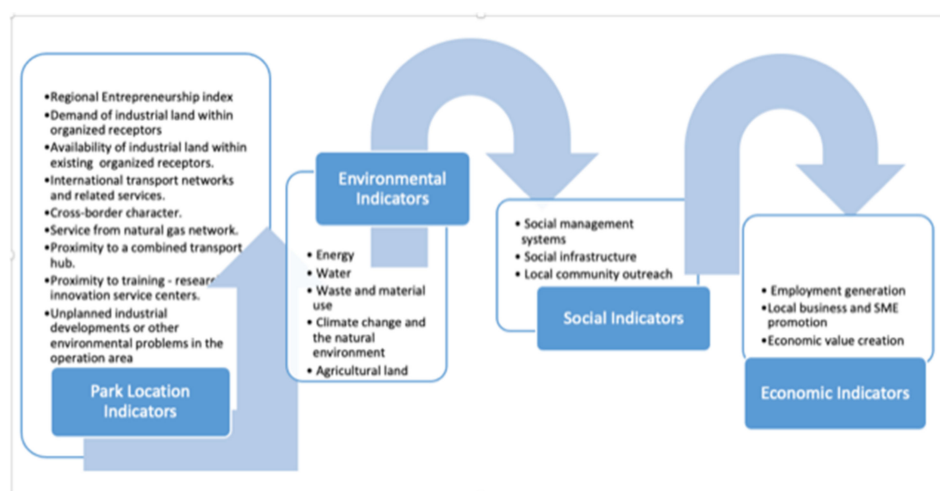 •Regional Entrepreneurship index
•Demand of industrial land within
organized receptors
•Availability of industrial land within
existing organized receptors.
•International transport networks
and related services.
•Cross-border character.
•Service from natural gas network.
•Proximity to a combined transport
hub.
•Proximity to training - resear
innovation service centers.
•Unplanned industrial
developments or other
environmental problems in the
operation area
Park Location
Indicators
Environmental
Indicators
• Energy
• Water
• Waste and material
use
• Climate change and
the natural
environment
• Agricultural land
• Social management
systems
• Social infrastructure
• Local community outreach
Social Indicators
• Employment generation
•Local business and SME
promotion
•Economic value creation
Economic Indicators